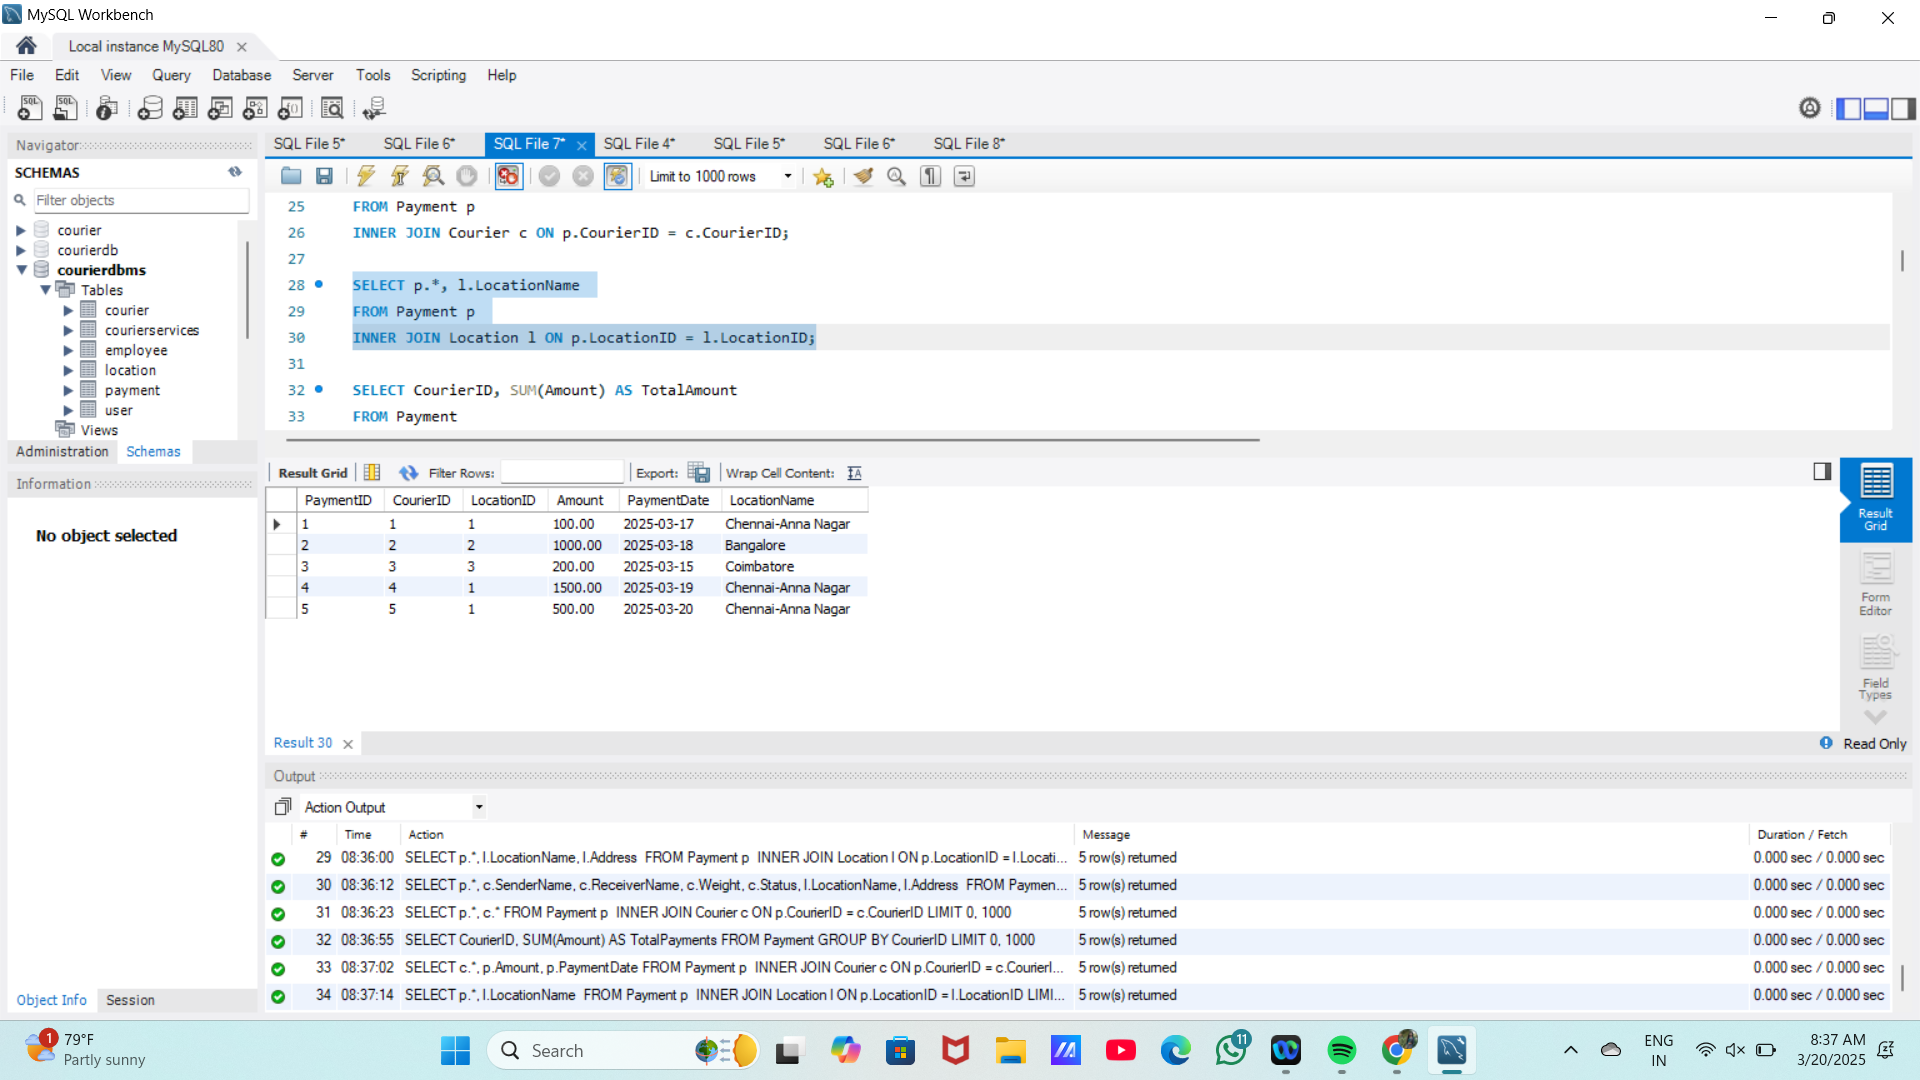 MySQL Workbench
Local instance MySQL80
File Edit View Query Database Server Tools Scripting Help
Navigator
SCHEMAS
Filter objects
courier
courierdb
courierdbms
Tables
courier
courierservices
employee
location
payment
user
Views
Administration Schemas
Information
No object selected
Object Info Session
SQL File 5* SQL File 6* SQL File 7* SQL File 4* SQL File 5* SQL File 6* SQL File 8*
Limit to 1000 rows
25 FROM Payment p
26 INNER JOIN Courier c ON p.CourierID = c.CourierID;
27
28 SELECT p.*, l.LocationName
29 FROM Payment p
30 INNER JOIN Location l ON p.LocationID = l.LocationID;
31
32 SELECT CourierID, SUM(Amount) AS TotalAmount
33 FROM Payment
Result Grid Filter Rows: Export: Wrap Cell Content:
PaymentID CourierID LocationID Amount PaymentDate LocationName
1 1 1 100.00 2025-03-17 Chennai-Anna Nagar
2 2 2 1000.00 2025-03-18 Bangalore
3 3 3 200.00 2025-03-15 Coimbatore
4 4 1 1500.00 2025-03-19 Chennai-Anna Nagar
5 5 1 500.00 2025-03-20 Chennai-Anna Nagar
Result
Grid
Form
Editor
Field
Types
Result 30
Read Only
Output
Action Output
# Time Action Message Duration / Fetch
29 08:36:00 SELECT p.*, l.LocationName, l.Address FROM Payment p INNER JOIN Location l ON p.LocationID = l.Locati... 5 row(s) returned 0.000 sec / 0.000 sec
30 08:36:12 SELECT p.*, c.SenderName, c.ReceiverName, c.Weight, c.Status, l.LocationName, l.Address FROM Paymen... 5 row(s) returned 0.000 sec / 0.000 sec
31 08:36:23 SELECT p.*, c.* FROM Payment p INNER JOIN Courier c ON p.CourierID = c.CourierID LIMIT 0, 1000 5 row(s) returned 0.000 sec / 0.000 sec
32 08:36:55 SELECT CourierID, SUM(Amount) AS TotalPayments FROM Payment GROUP BY CourierID LIMIT 0, 1000 5 row(s) returned 0.000 sec / 0.000 sec
33 08:37:02 SELECT c.*, p.Amount, p.PaymentDate FROM Payment p INNER JOIN Courier c ON p.CourierID = c.CourierI... 5 row(s) returned 0.000 sec / 0.000 sec
34 08:37:14 SELECT p.*, l.LocationName FROM Payment p INNER JOIN Location l ON p.LocationID = l.LocationID LIMI... 5 row(s) returned 0.000 sec / 0.000 sec
1
79°F
Partly sunny
Search
11
ENG
IN
8:37 AM
3/20/2025